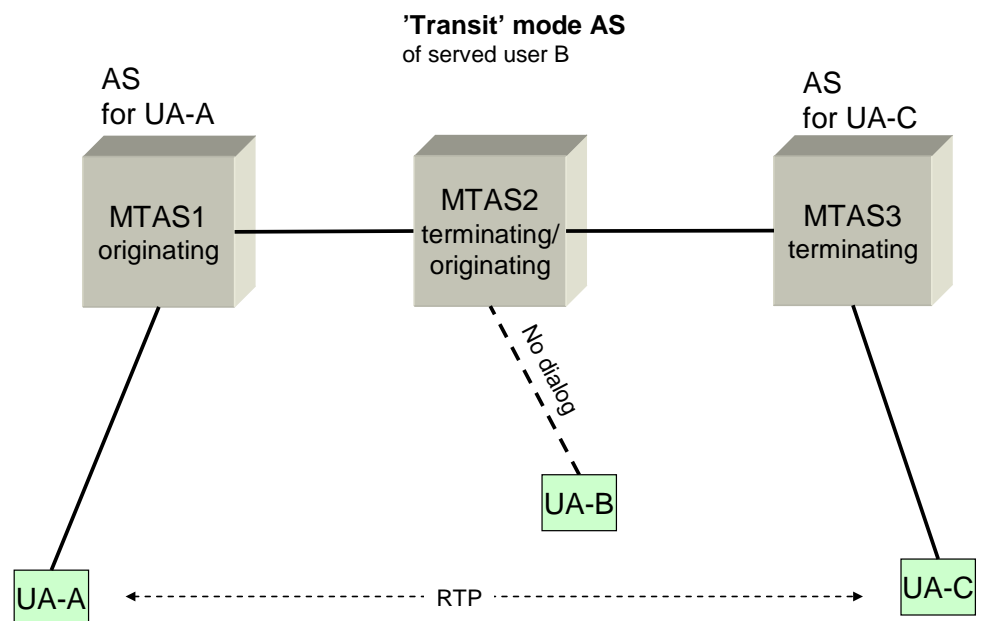 ’Transit’ mode AS
of served user B
AS
for UA-A
AS
for UA-C
MTAS1
originating
MTAS2
terminating/
originating
MTAS3
terminating
No dialog
UA-B
UA-A
RTP
UA-C